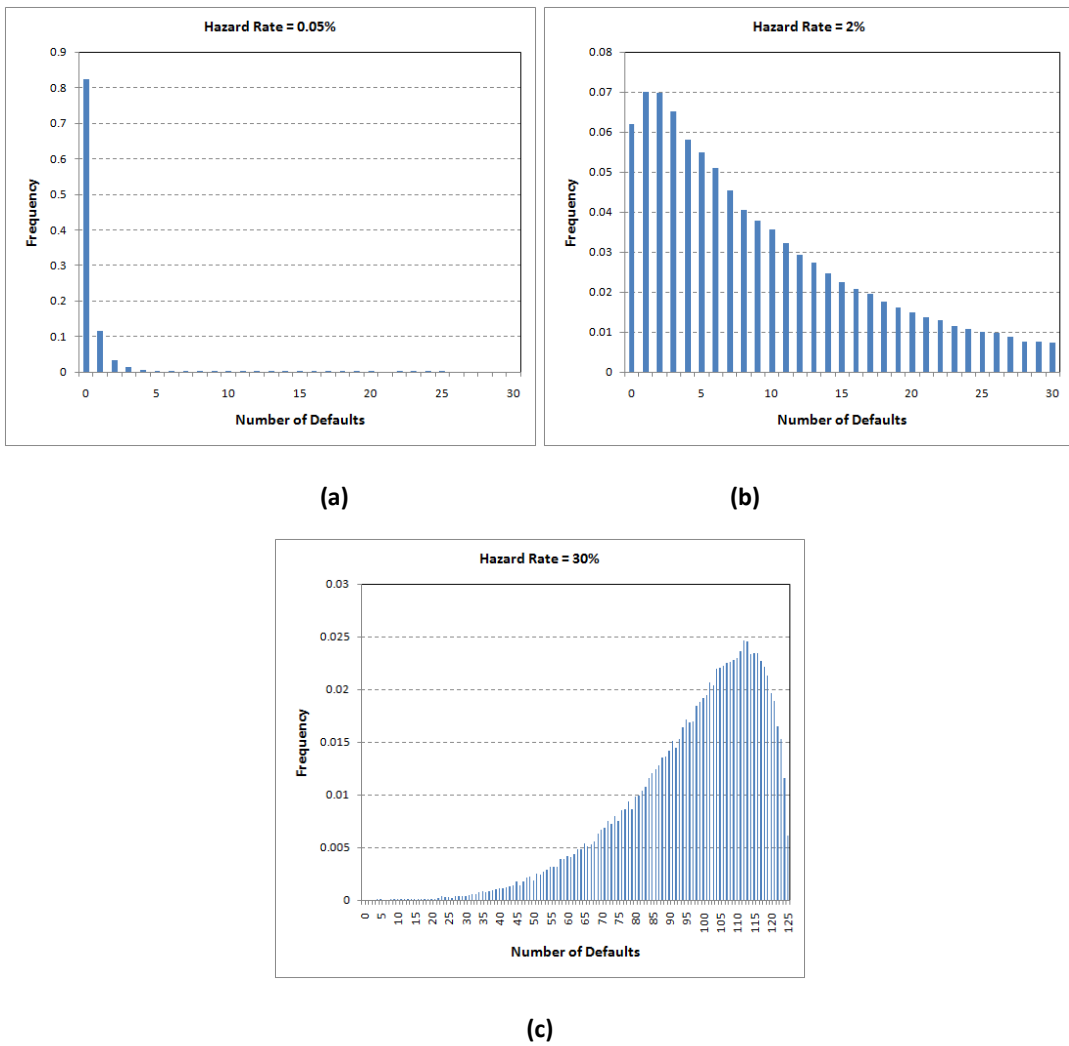 Hazard Rate = 0.05%
0.9
0.8
0.7
0.6
0.5
0.4
0.3
0.2
0.1
0
Frequency
0 5 10 15 20 25 30
Number of Defaults
(a)
Hazard Rate = 2%
0.08
0.07
0.06
0.05
0.04
0.03
0.02
0.01
0
Frequency
0 5 10 15 20 25 30
Number of Defaults
(b)
Hazard Rate = 30%
0.03
0.025
0.02
0.015
0.01
0.005
0
Frequency
0 5 10 15 20 25 30 35 40 45 50 55 60 65 70 75 80 85 90 95 100 105 110 115 120 125
Number of Defaults
(c)